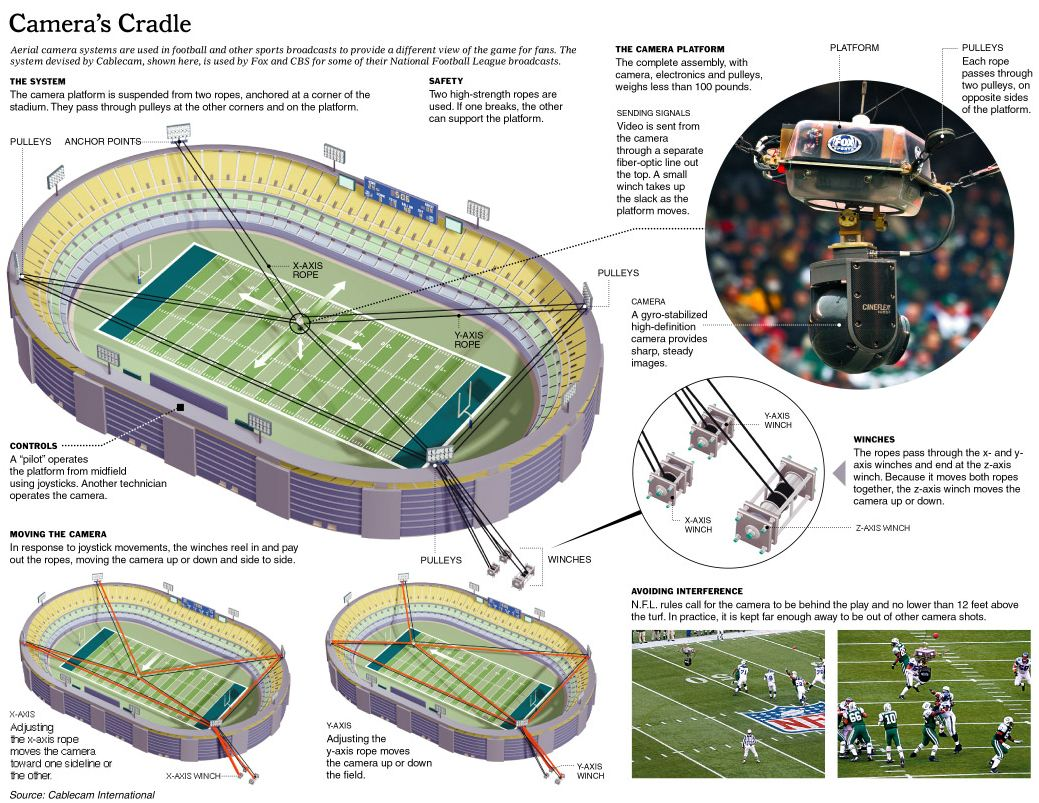 Camera's Cradle
Aerial camera systems are used in football and other sports broadcasts to provide a different view of the game for fans. The
system devised by Cablecam, shown here, is used by Fox and CBS for some of their National Football League broadcasts.
THE SYSTEM
The camera platform is suspended from two ropes, anchored at a corner of the
stadium. They pass through pulleys at the other corners and on the platform.
SAFETY
Two high-strength ropes are
used. If one breaks, the other
can support the platform.
THE CAMERA PLATFORM
The complete assembly, with
camera, electronics and pulleys,
weighs less than 100 pounds.
SENDING SIGNALS
Video is sent from
the camera
through a separate
fiber-optic line out
the top. A small
winch takes up
the slack as the
platform moves.
PLATFORM
PULLEYS
Each rope
passes through
two pulleys, on
opposite sides
of the platform.
FOX
SPORTS
CINEFLEX
PULLEYS
ANCHOR POINTS
X-AXIS
ROPE
Y-AXIS
ROPE
PULLEYS
CAMERA
A gyro-stabilized
high-definition
camera provides
sharp, steady
images.
CONTROLS
A “pilot” operates
the platform from midfield
using joysticks. Another technician
operates the camera.
PULLEYS
WINCHES
Y-AXIS
WINCH
X-AXIS
WINCH
Z-AXIS WINCH
WINCHES
The ropes pass through the x- and y-
axis winches and end at the z-axis
winch. Because it moves both ropes
together, the z-axis winch moves the
camera up or down.
MOVING THE CAMERA
In response to joystick movements, the winches reel in and pay
out the ropes, moving the camera up or down and side to side.
X-AXIS
Adjusting
the x-axis rope
moves the camera
toward one sideline or
the other.
X-AXIS WINCH
Y-AXIS
Adjusting the
y-axis rope moves
the camera up or down
the field.
Y-AXIS
WINCH
AVOIDING INTERFERENCE
N.F.L. rules call for the camera to be behind the play and no lower than 12 feet above
the turf. In practice, it is kept far enough away to be out of other camera shots.
NFL
66
10
Source: Cablecam International